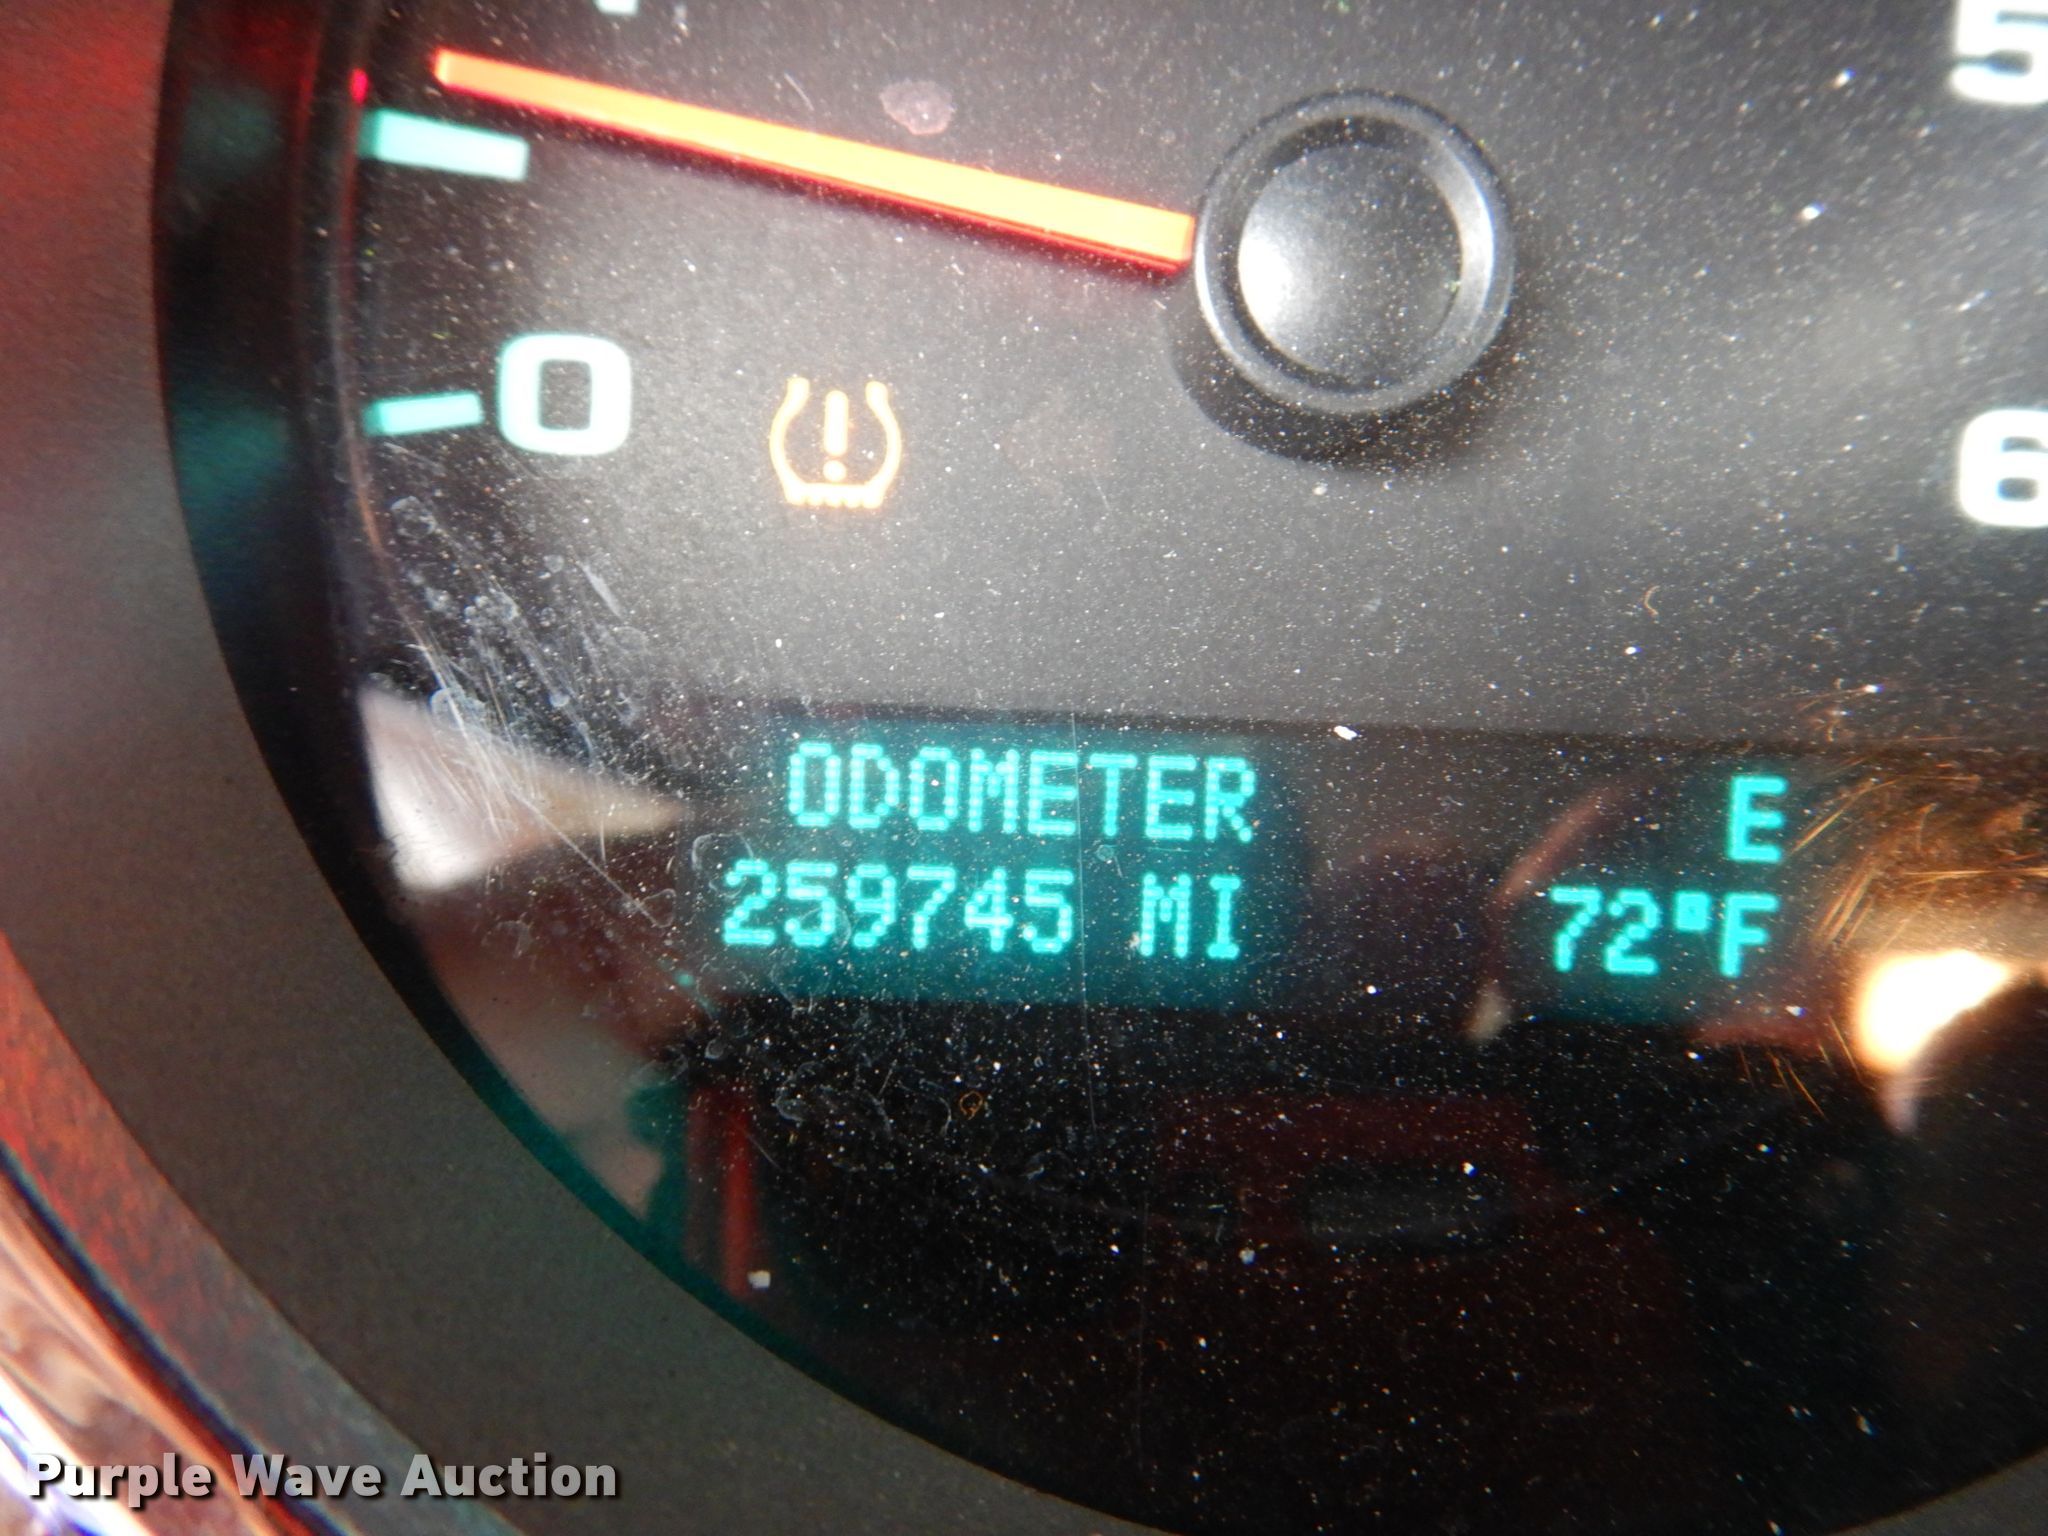 5
0
6
ODOMETER
259745 MI
E
72°F
Purple Wave Auction